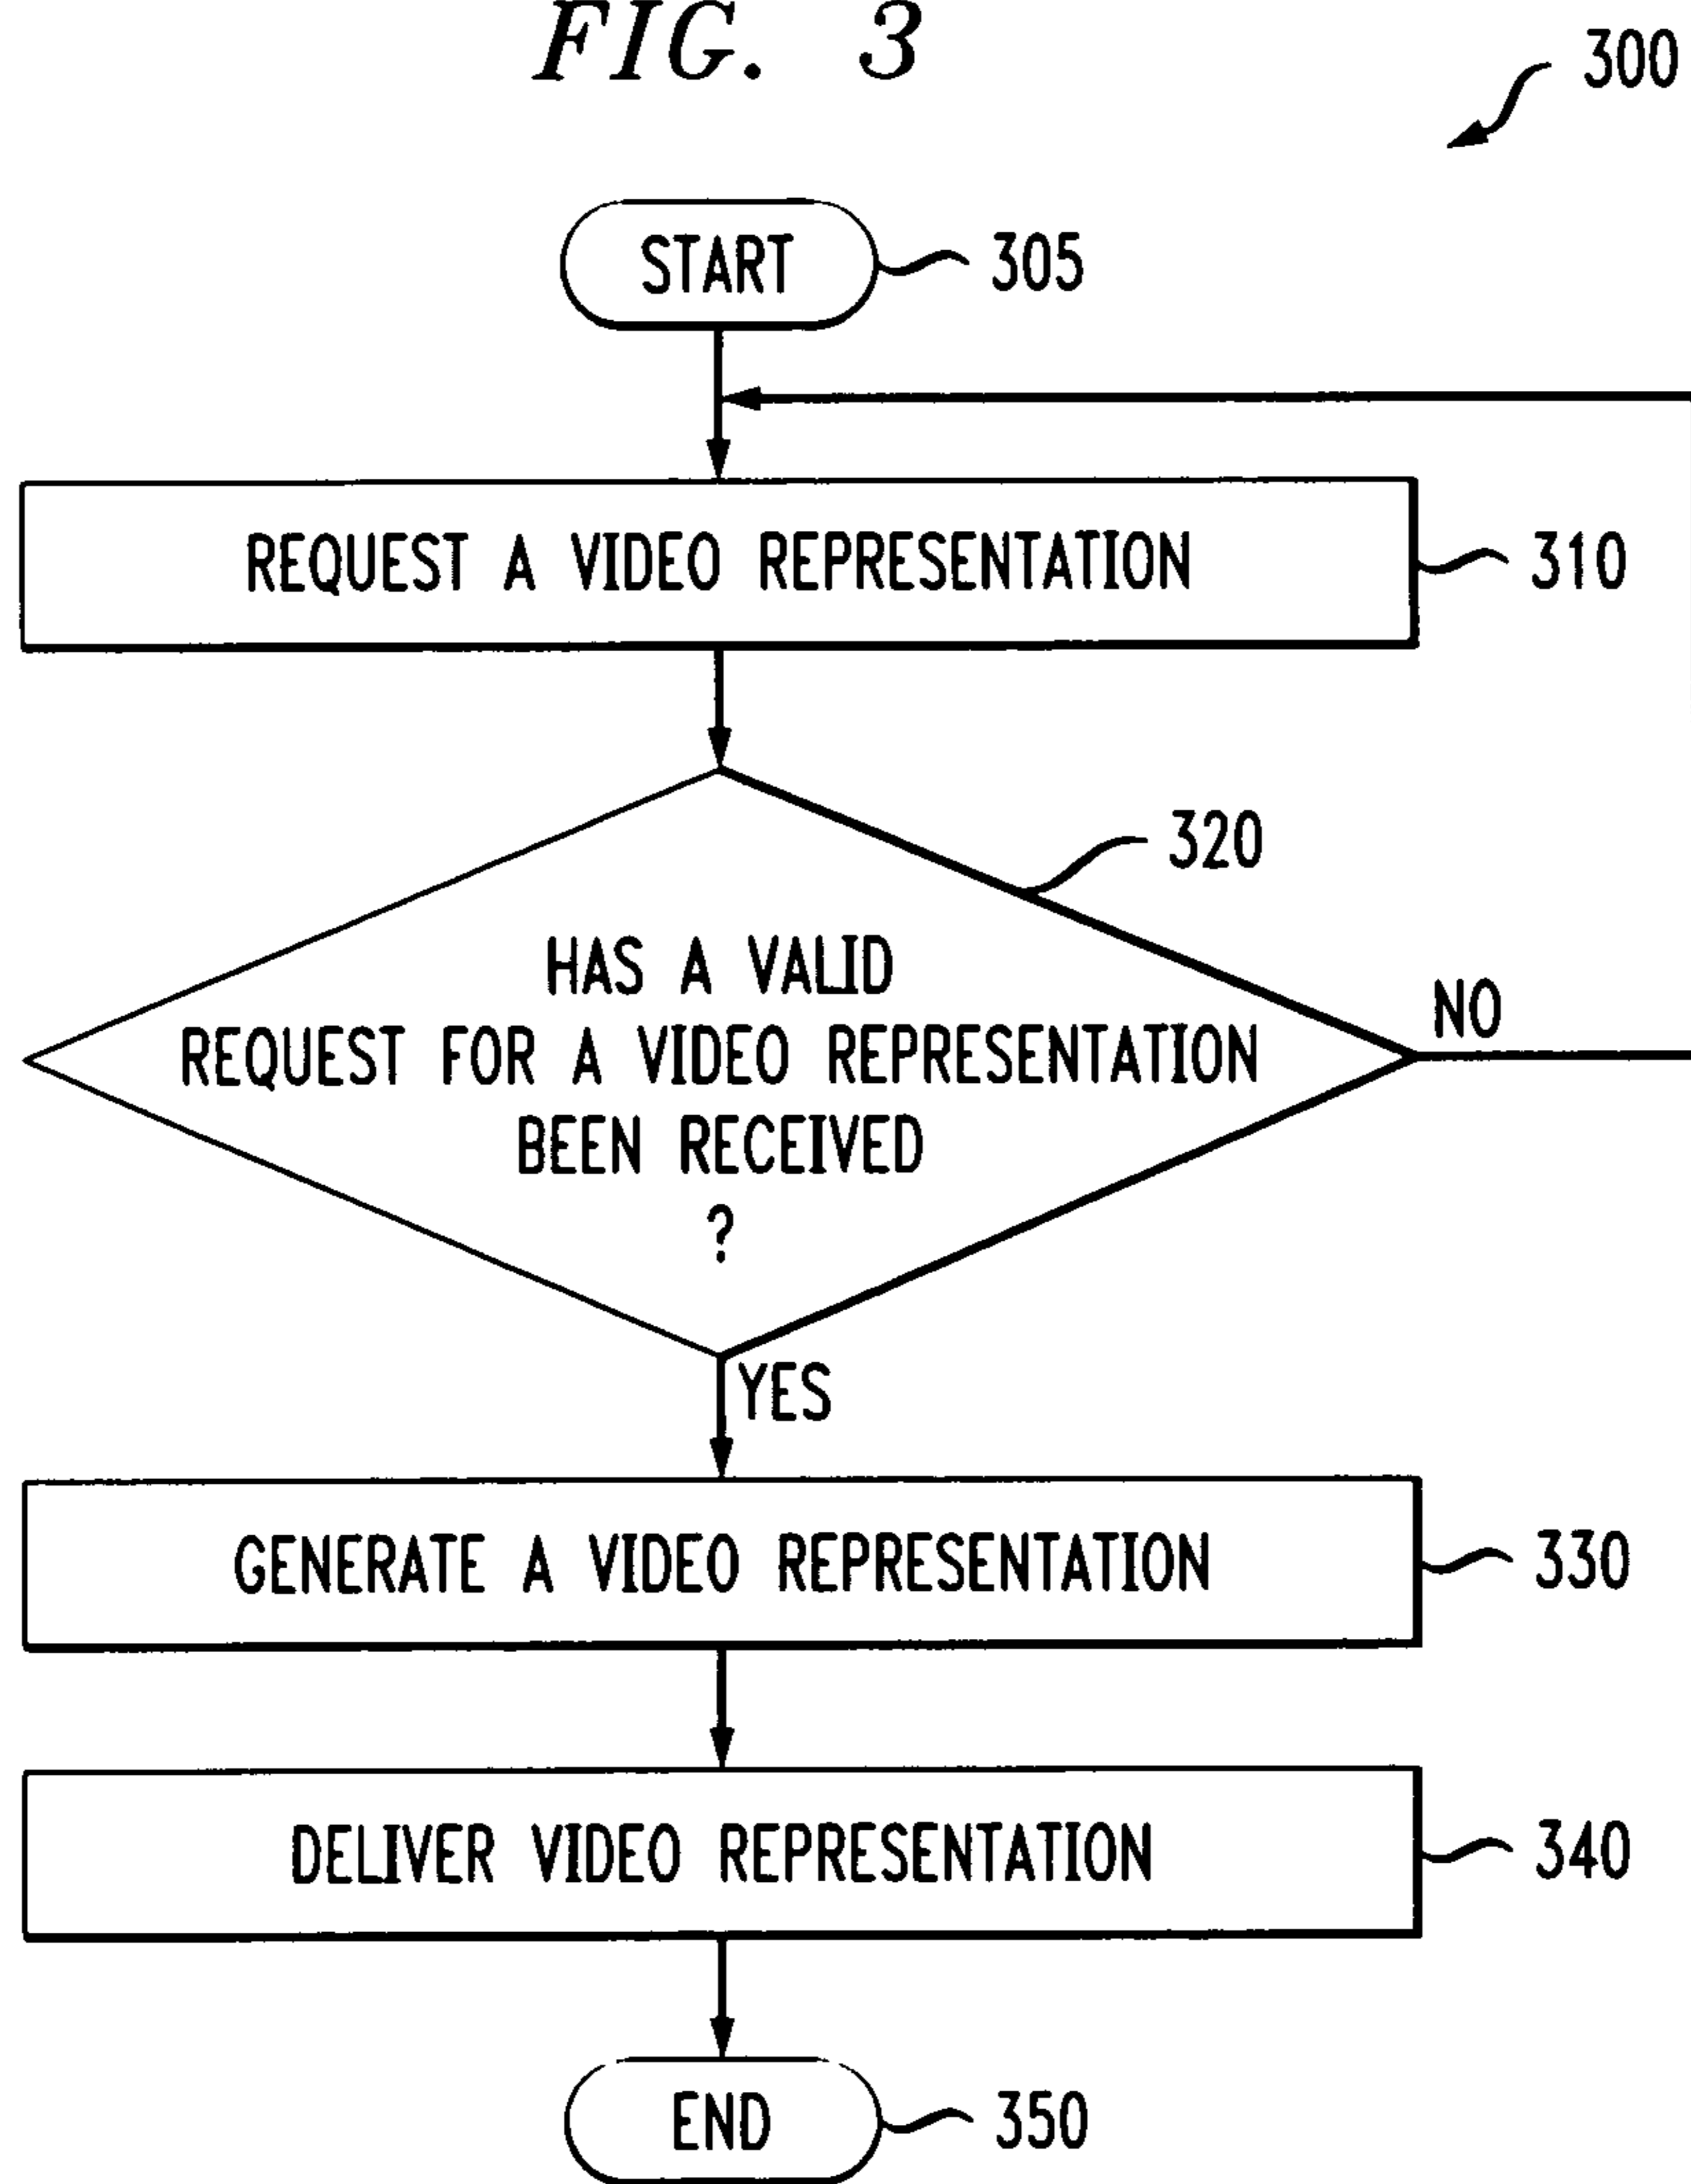 FIG. 3
300
START
305
REQUEST A VIDEO REPRESENTATION
310
320
HAS A VALID
REQUEST FOR A VIDEO REPRESENTATION
BEEN RECEIVED
?
NO
YES
GENERATE A VIDEO REPRESENTATION
330
DELIVER VIDEO REPRESENTATION
340
END
350